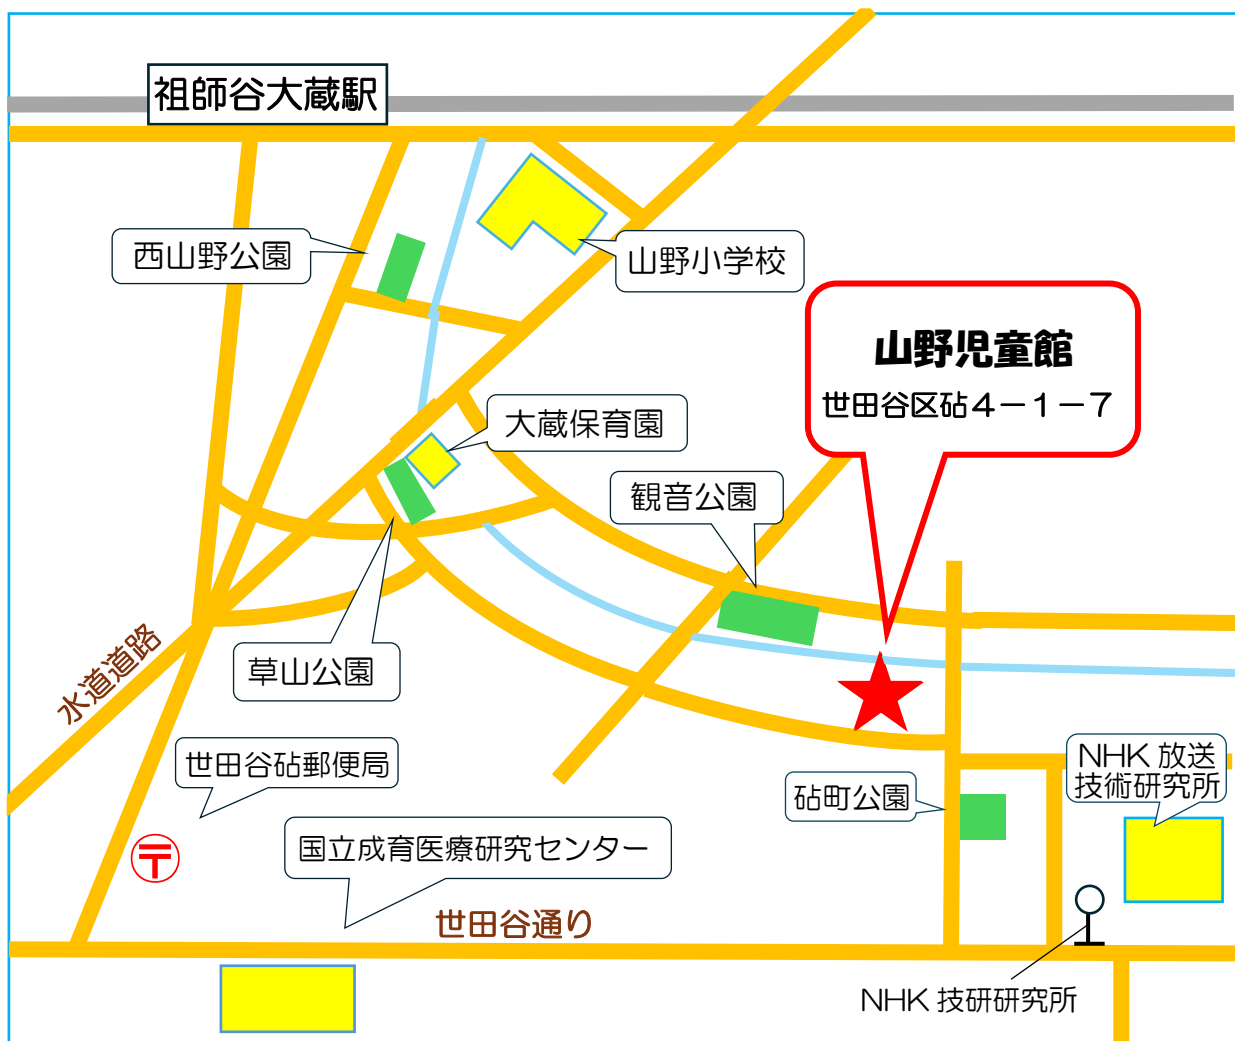 祖師谷大蔵駅
西山野公園
山野小学校
山野児童館
世田谷区砧4－1－7
大蔵保育園
観音公園
草山公園
水道道路
世田谷砧郵便局
NHK 放送
技術研究所
砧町公園
国立成育医療研究センター
世田谷通り
NHK 技研研究所